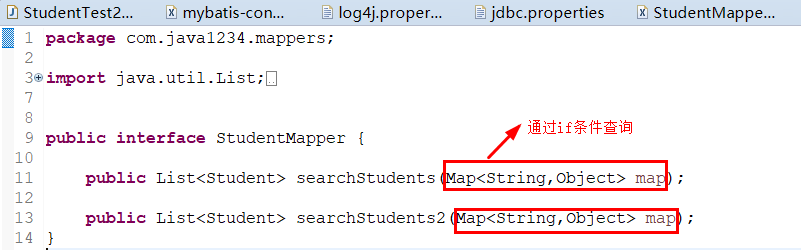 StudentTest2... mybatis-con... log4j.proper... jdbc.properties StudentMappe...
1 package com.java1234.mappers;
2
3 import java.util.List;
7
8
9 public interface StudentMapper {
通过if条件查询
10
11 public List<Student> searchStudents(Map<String,Object> map);
12
13 public List<Student> searchStudents2(Map<String,Object> map);
14 }